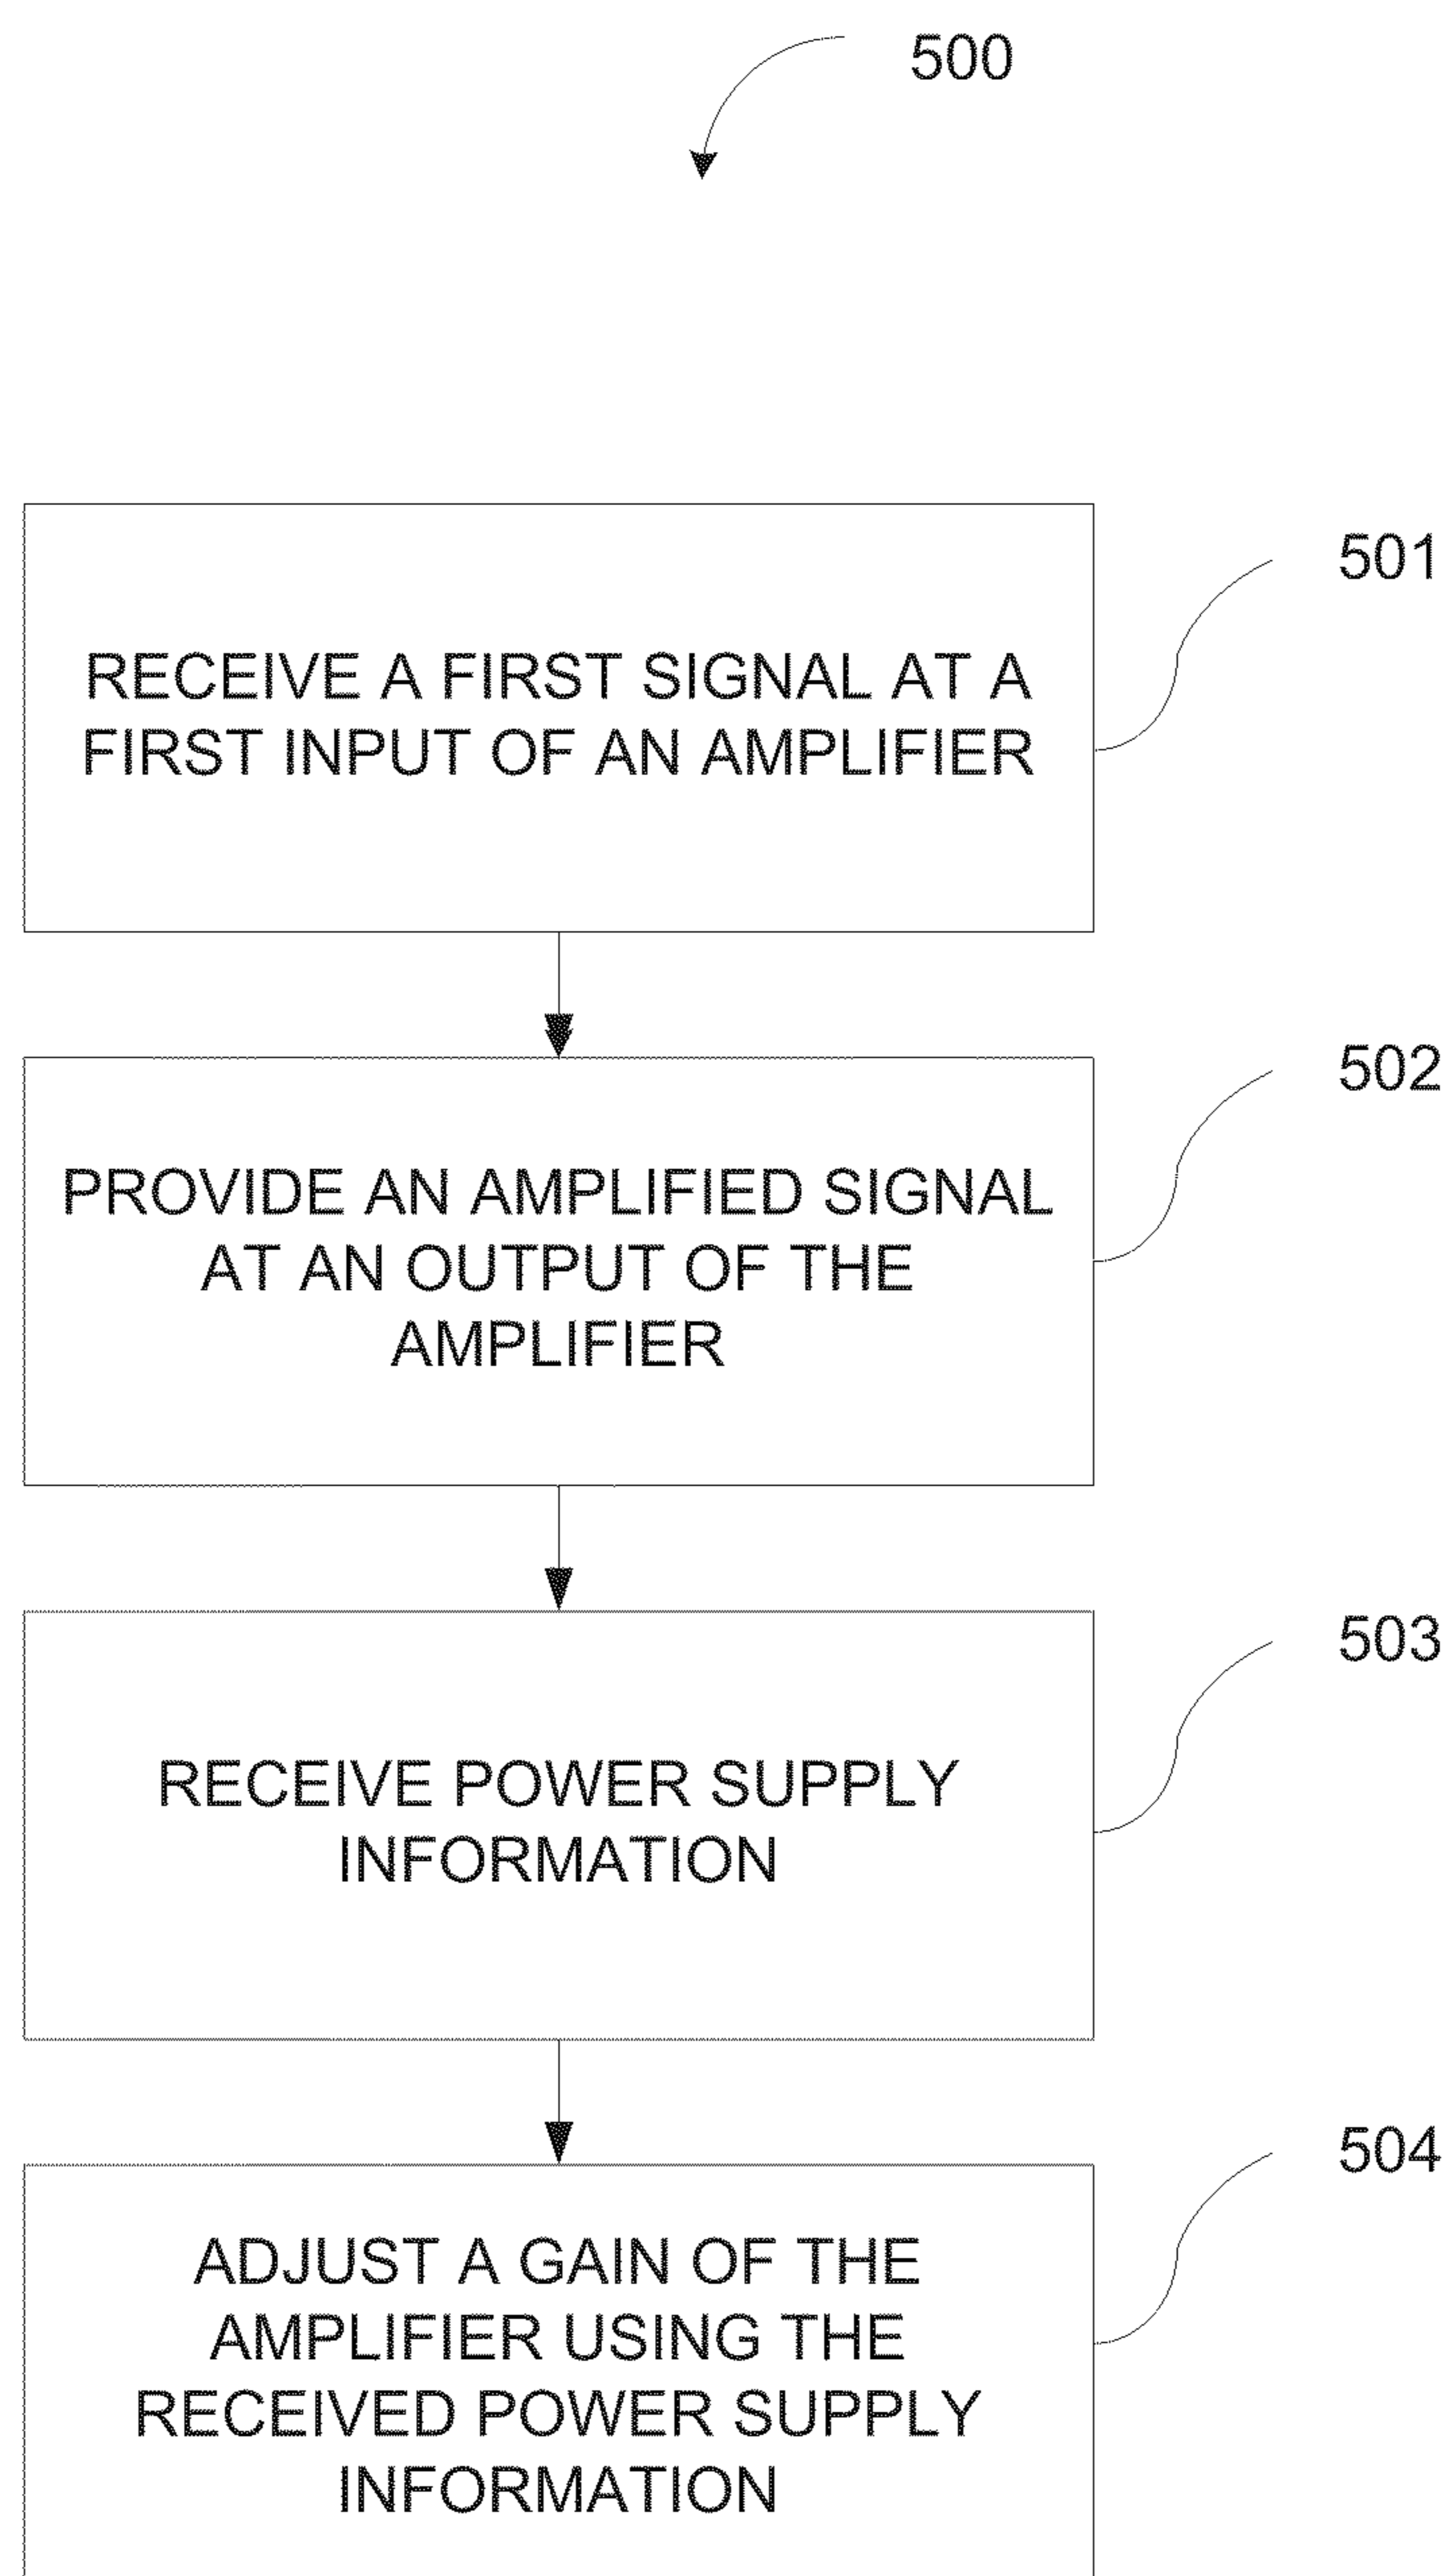 500
501
RECEIVE A FIRST SIGNAL AT A
FIRST INPUT OF AN AMPLIFIER
502
PROVIDE AN AMPLIFIED SIGNAL
AT AN OUTPUT OF THE
AMPLIFIER
503
RECEIVE POWER SUPPLY
INFORMATION
504
ADJUST A GAIN OF THE
AMPLIFIER USING THE
RECEIVED POWER SUPPLY
INFORMATION